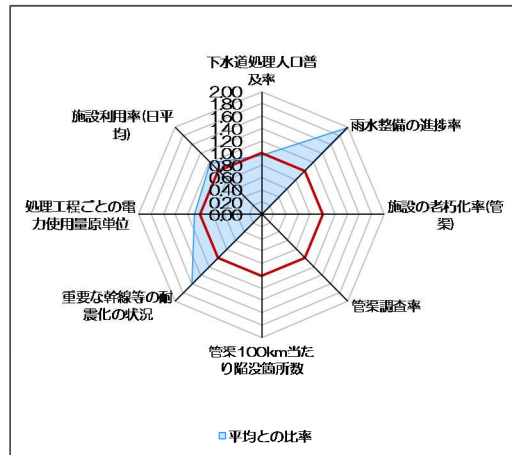 下水道処理人口普
及率
2.00
1.80
1.60
1.40
1.20
1.00
0.80
0.60
0.40
0.20
0.00
雨水整備の進捗率
施設の老朽化率(管
渠)
管渠調査率
管渠100km当た
り陥没箇所数
重要な幹線等の耐
震化の状況
処理工程ごとの電
力使用量原単位
施設利用率(日平
均)
平均との比率